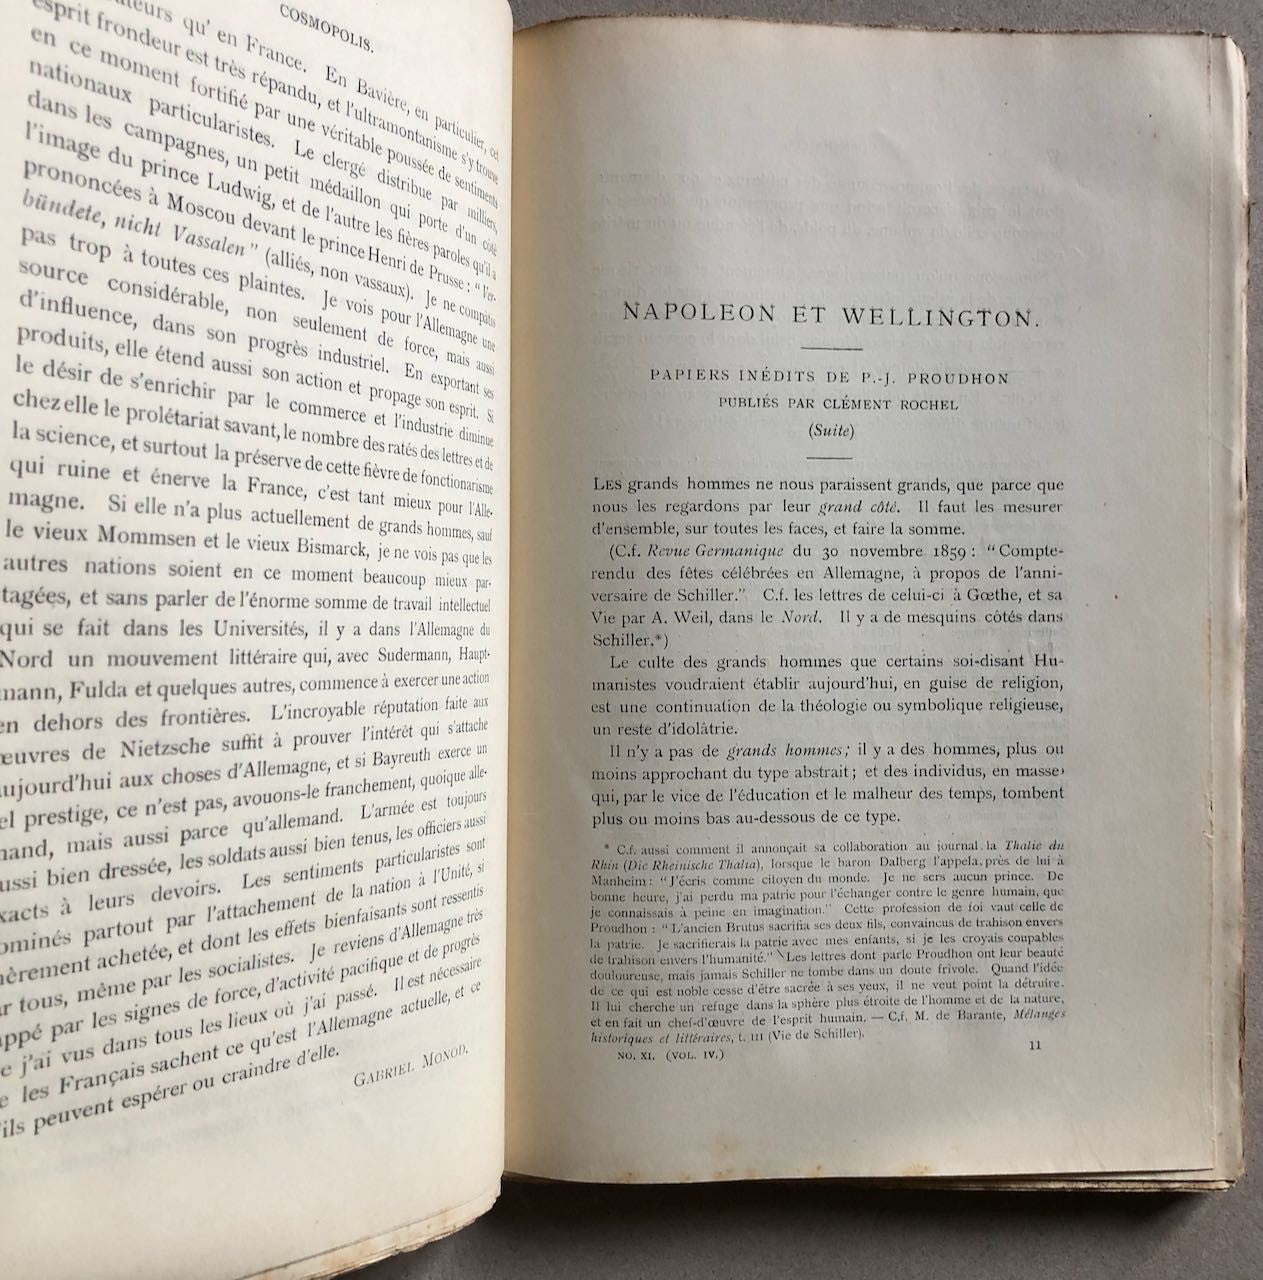 COSMOPOLIS.
qu'en France. En Bavière, en particulier, cet
esprit frondeur est très répandu, et l'ultramontanisme s'y trouve
en ce moment fortifié par une véritable poussée de sentiments
nationaux particularistes. Le clergé distribue par milliers,
dans les campagnes, un petit médaillon qui porte d'un côté
l'image du prince Ludwig, et de l'autre les fières paroles qu'il a
prononcées à Moscou devant le prince Henri de Prusse : "Ver-
bündete, nicht Vassalen" (alliés, non vassaux). Je ne compatis
pas trop à toutes ces plaintes. Je vois pour l'Allemagne une
source considérable, non seulement de force, mais aussi
d'influence, dans son progrès industriel. En exportant ses
produits, elle étend aussi son action et propage son esprit. Si
le désir de s'enrichir par le commerce et l'industrie diminue
chez elle le prolétariat savant, le nombre des ratés des lettres et de
la science, et surtout la préserve de cette fièvre de fonctionarisme
qui ruine et énerve la France, c'est tant mieux pour l'Alle-
magne. Si elle n'a plus actuellement de grands hommes, sauf
le vieux Mommsen et le vieux Bismarck, je ne vois pas que les
autres nations soient en ce moment beaucoup mieux par-
tagées, et sans parler de l'énorme somme de travail intellectuel
qui se fait dans les Universités, il y a dans l'Allemagne du
Nord un mouvement littéraire qui, avec Sudermann, Haupt-
mann, Fulda et quelques autres, commence à exercer une action
en dehors des frontières. L'incroyable réputation faite aux
œuvres de Nietzsche suffit à prouver l'intérêt qui s'attache
aujourd'hui aux choses d'Allemagne, et si Bayreuth exerce un
el prestige, ce n'est pas, avouons-le franchement, quoique alle-
mand, mais aussi parce qu'allemand. L'armée est toujours
ussi bien dressée, les soldats aussi bien tenus, les officiers aussi
xacts à leurs devoirs. Les sentiments particularistes sont
ominés partout par l'attachement de la nation à l'Unité, si
hèrement achetée, et dont les effets bienfaisants sont ressentis
ar tous, même par les socialistes. Je reviens d'Allemagne très
appé par les signes de force, d'activité pacifique et de progrès
e j'ai vus dans tous les lieux où j'ai passé. Il est nécessaire
e les Français sachent ce qu'est l'Allemagne actuelle, et ce
'ils peuvent espérer ou craindre d'elle.
GABRIEL MONOD.
NAPOLEON ET WELLINGTON.
PAPIERS INÉDITS DE P.-J. PROUDHON
PUBLIÉS PAR CLÉMENT ROCHEL
(Suite)
LES grands hommes ne nous paraissent grands, que parce que
nous les regardons par leur grand côté. Il faut les mesurer
d'ensemble, sur toutes les faces, et faire la somme.
(C.f. Revue Germanique du 30 novembre 1859 : "Compte-
rendu des fêtes célébrées en Allemagne, à propos de l'anni-
versaire de Schiller." C.f. les lettres de celui-ci à Gœthe, et sa
Vie par A. Weil, dans le Nord. Il y a de mesquins côtés dans
Schiller.*)
Le culte des grands hommes que certains soi-disant Hu-
manistes voudraient établir aujourd'hui, en guise de religion,
est une continuation de la théologie ou symbolique religieuse,
un reste d'idolâtrie.
Il n'y a pas de grands hommes; il y a des hommes, plus ou
moins approchant du type abstrait ; et des individus, en masse,
qui, par le vice de l'éducation et le malheur des temps, tombent
plus ou moins bas au-dessous de ce type.
* C.f. aussi comment il annonçait sa collaboration au journal la Thalie du
Rhin (Die Rheinische Thalia), lorsque le baron Dalberg l'appela près de lui à
Manheim : "J'écris comme citoyen du monde. Je ne sers aucun prince. De
bonne heure, j'ai perdu ma patrie pour l'échanger contre le genre humain, que
je connaissais à peine en imagination." Cette profession de foi vaut celle de
Proudhon : "L'ancien Brutus sacrifia ses deux fils, convaincus de trahison envers
la patrie. Je sacrifierais la patrie avec mes enfants, si je les croyais coupables
de trahison envers l'humanité." Les lettres dont parle Proudhon ont leur beauté
douloureuse, mais jamais Schiller ne tombe dans un doute frivole. Quand l'idée
de ce qui est noble cesse d'être sacrée à ses yeux, il ne veut point la détruire.
Il lui cherche un refuge dans la sphère plus étroite de l'homme et de la nature,
et en fait un chef-d'œuvre de l'esprit humain. — C.f. M. de Barante, Mélanges
historiques et littéraires, t. III (Vie de Schiller).
NO. XI. (VOL. IV.)
11